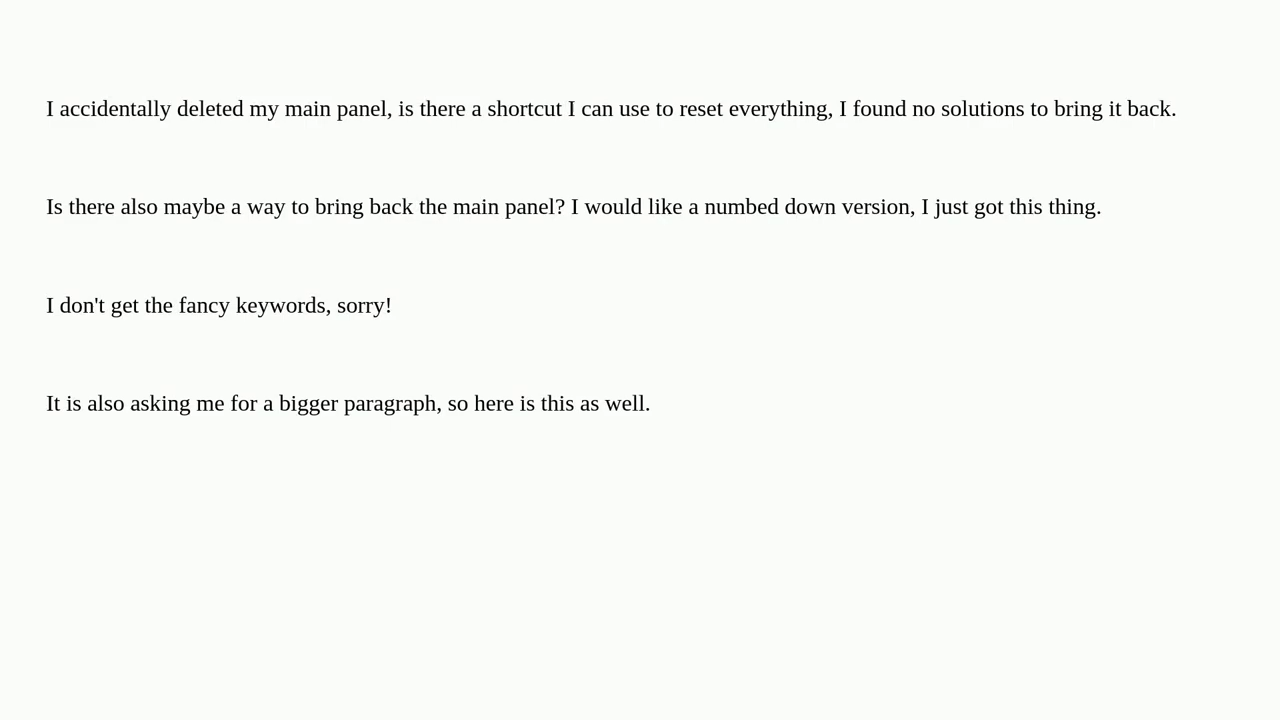 I accidentally deleted my main panel, is there a shortcut I can use to reset everything, I found no solutions to bring it back.
Is there also maybe a way to bring back the main panel? I would like a numbed down version, I just got this thing.
I don't get the fancy keywords, sorry!
It is also asking me for a bigger paragraph, so here is this as well.